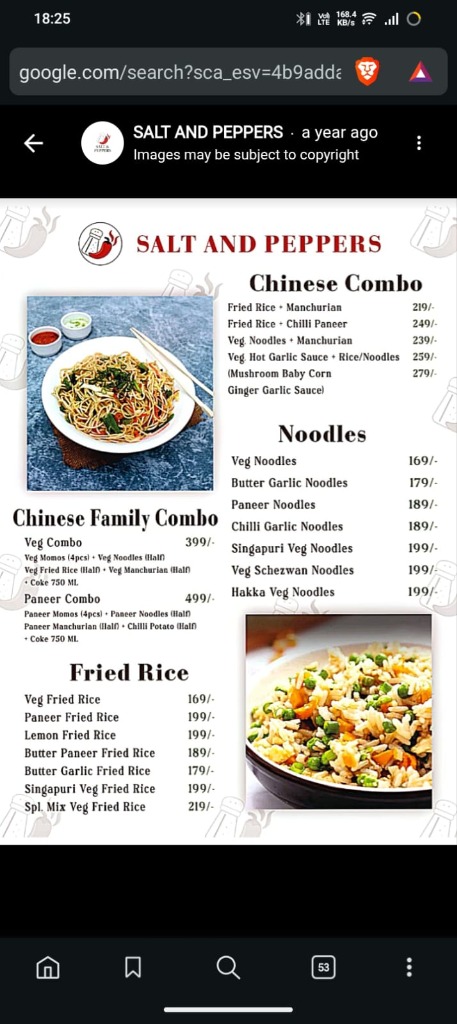 18:25
Vo)) LTE
168.4 KB/s
google.com/search?sca_esv=4b9adda
SALT AND PEPPERS · a year ago
Images may be subject to copyright
SALT AND PEPPERS
Chinese Combo
Fried Rice + Manchurian 219/-
Fried Rice + Chilli Paneer 249/-
Veg. Noodles + Manchurian 239/-
Veg. Hot Garlic Sauce + Rice/Noodles 259/-
(Mushroom Baby Corn 279/-
Ginger Garlic Sauce)
Noodles
Veg Noodles 169/-
Butter Garlic Noodles 179/-
Paneer Noodles 189/-
Chilli Garlic Noodles 189/-
Singapuri Veg Noodles 199/-
Veg Schezwan Noodles 199/-
Hakka Veg Noodles 199/-
Chinese Family Combo
Veg Combo 399/-
Veg Momos (4pcs) + Veg Noodles (Half)
Veg Fried Rice (Half) + Veg Manchurian (Half)
+ Coke 750 ML
Paneer Combo 499/-
Paneer Momos (4pcs) + Paneer Noodles (Half)
Paneer Manchurian (Half) + Chilli Potato (Half)
+ Coke 750 ML
Fried Rice
Veg Fried Rice 169/-
Paneer Fried Rice 199/-
Lemon Fried Rice 199/-
Butter Paneer Fried Rice 189/-
Butter Garlic Fried Rice 179/-
Singapuri Veg Fried Rice 199/-
Spl. Mix Veg Fried Rice 219/-
53